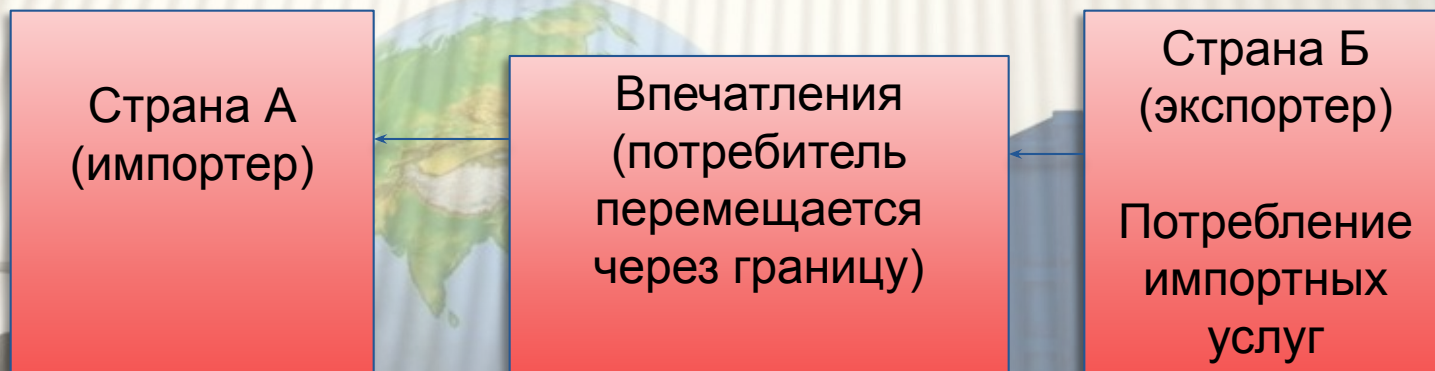 Страна А
(импортер)
Впечатления
(потребитель
перемещается
через границу)
Страна Б
(экспортер)
Потребление
импортных
услуг